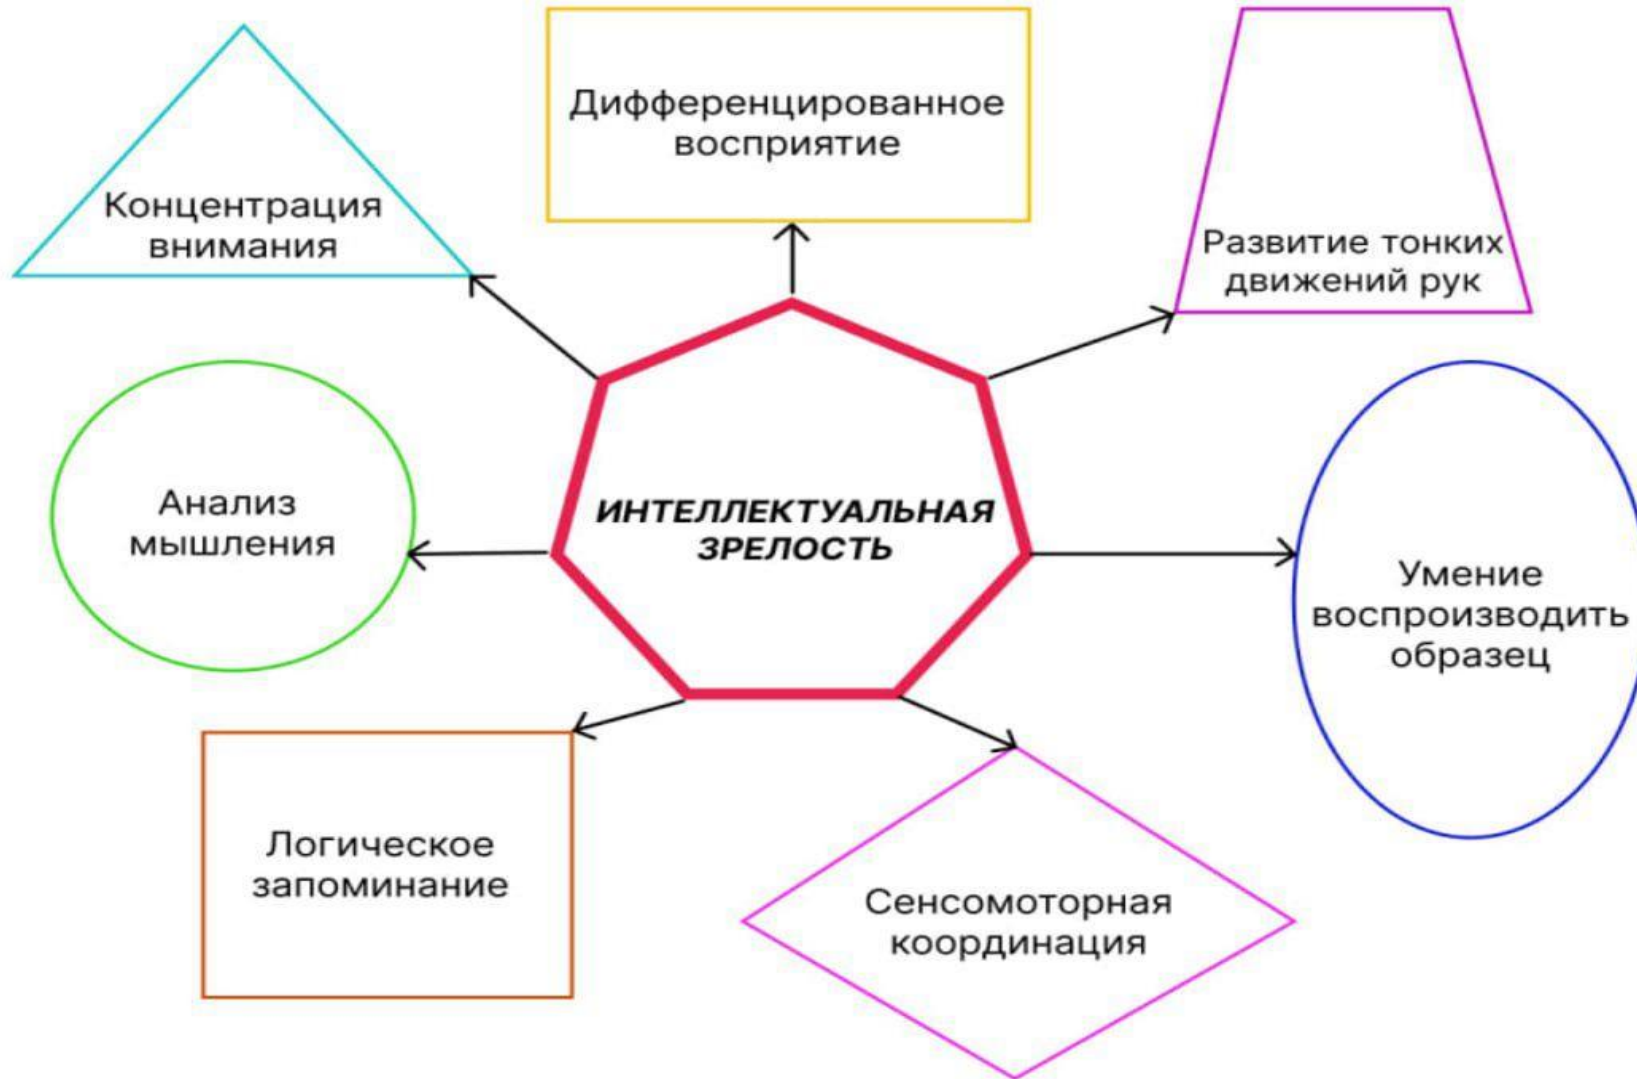 Дифференцированное
восприятие
Концентрация
внимания
Развитие тонких
движений рук
Анализ
мышления
ИНТЕЛЛЕКТУАЛЬНАЯ
ЗРЕЛОСТЬ
Умение
воспроизводить
образец
Логическое
запоминание
Сенсомоторная
координация